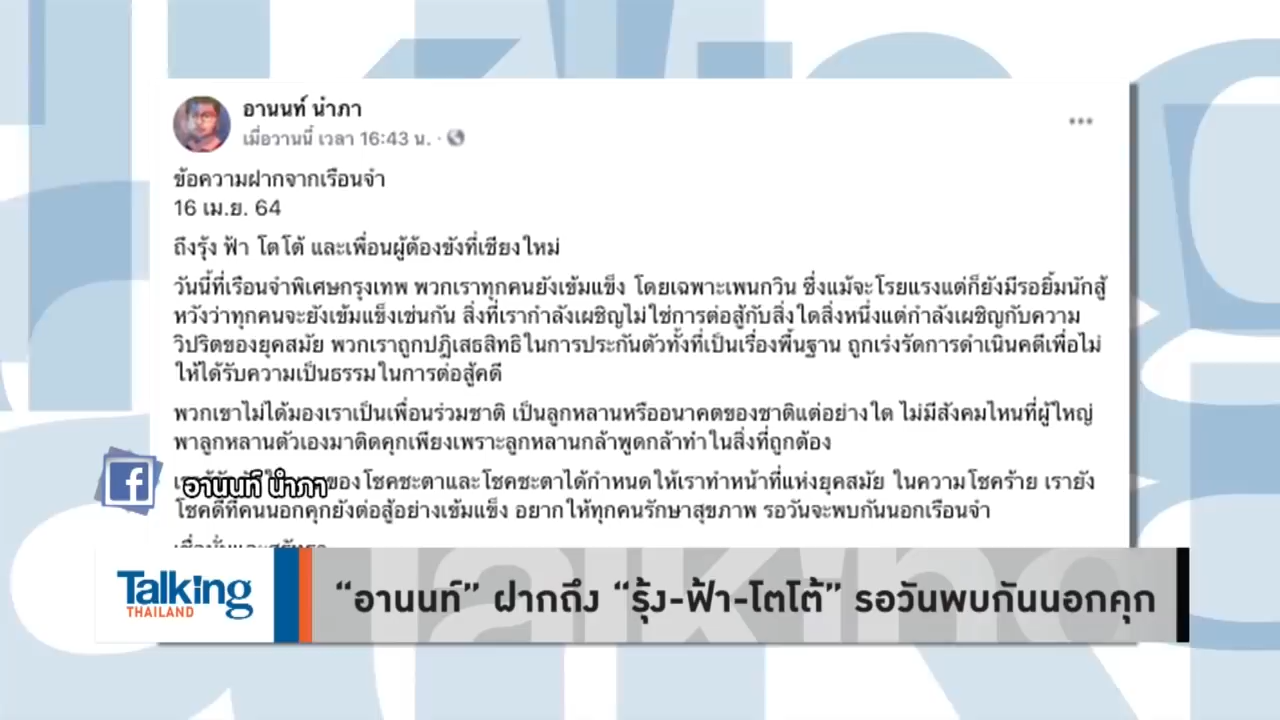 อานนท์ นำภา
เมื่อวานนี้ เวลา 16:43 น. ·
ข้อความฝากจากเรือนจำ
16 เม.ย. 64
ถึงรุ้ง ฟ้า โตโต้ และเพื่อนผู้ต้องขังที่เชียงใหม่
วันนี้ที่เรือนจำพิเศษกรุงเทพ พวกเราทุกคนยังเข้มแข็ง โดยเฉพาะเพนกวิน ซึ่งแม้จะโรยแรงแต่ก็ยังมีรอยยิ้มนักสู้
หวังว่าทุกคนจะยังเข้มแข็งเช่นกัน สิ่งที่เรากำลังเผชิญไม่ใช่การต่อสู้กับสิ่งใดสิ่งหนึ่งแต่กำลังเผชิญกับความ
วิปริตของยุคสมัย พวกเราถูกปฏิเสธสิทธิในการประกันตัวทั้งที่เป็นเรื่องพื้นฐาน ถูกเร่งรัดการดำเนินคดีเพื่อไม่
ให้ได้รับความเป็นธรรมในการต่อสู้คดี
พวกเขาไม่ได้มองเราเป็นเพื่อนร่วมชาติ เป็นลูกหลานหรืออนาคตของชาติแต่อย่างใด ไม่มีสังคมไหนที่ผู้ใหญ่
พาลูกหลานตัวเองมาติดคุกเพียงเพราะลูกหลานกล้าพูดกล้าทำในสิ่งที่ถูกต้อง
ของโชคชะตาและโชคชะตาได้กำหนดให้เราทำหน้าที่แห่งยุคสมัย ในความโชคร้าย เรายัง
อานนท์ นำภา
โชคดีที่คนนอกคุกยังต่อสู้อย่างเข้มแข็ง อยากให้ทุกคนรักษาสุขภาพ รอวันจะพบกันนอกเรือนจำ
Talking
THAILAND
“อานนท์” ฝากถึง “รุ้ง-ฟ้า-โตโต้” รอวันพบกันนอกคุก